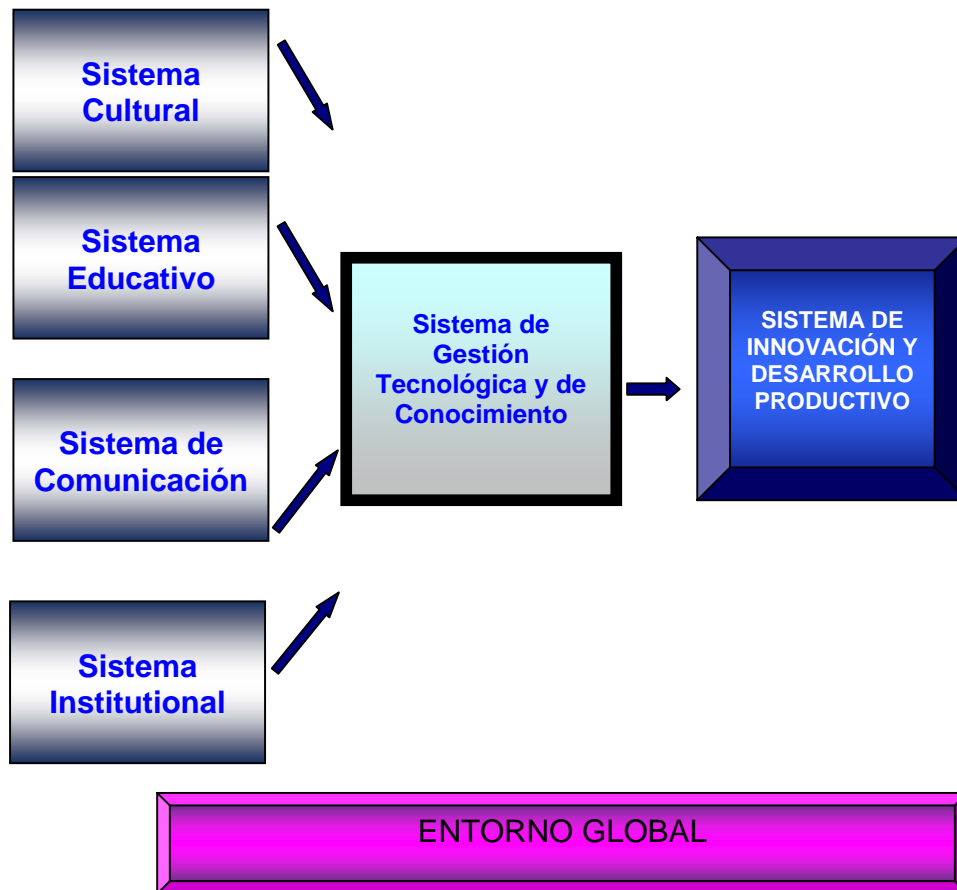 Sistema
Cultural
Sistema
Educativo
Sistema de
Comunicación
Sistema
Institutional
Sistema de
Gestión
Tecnológica y de
Conocimiento
SISTEMA DE
INNOVACIÓN Y
DESARROLLO
PRODUCTIVO
ENTORNO GLOBAL